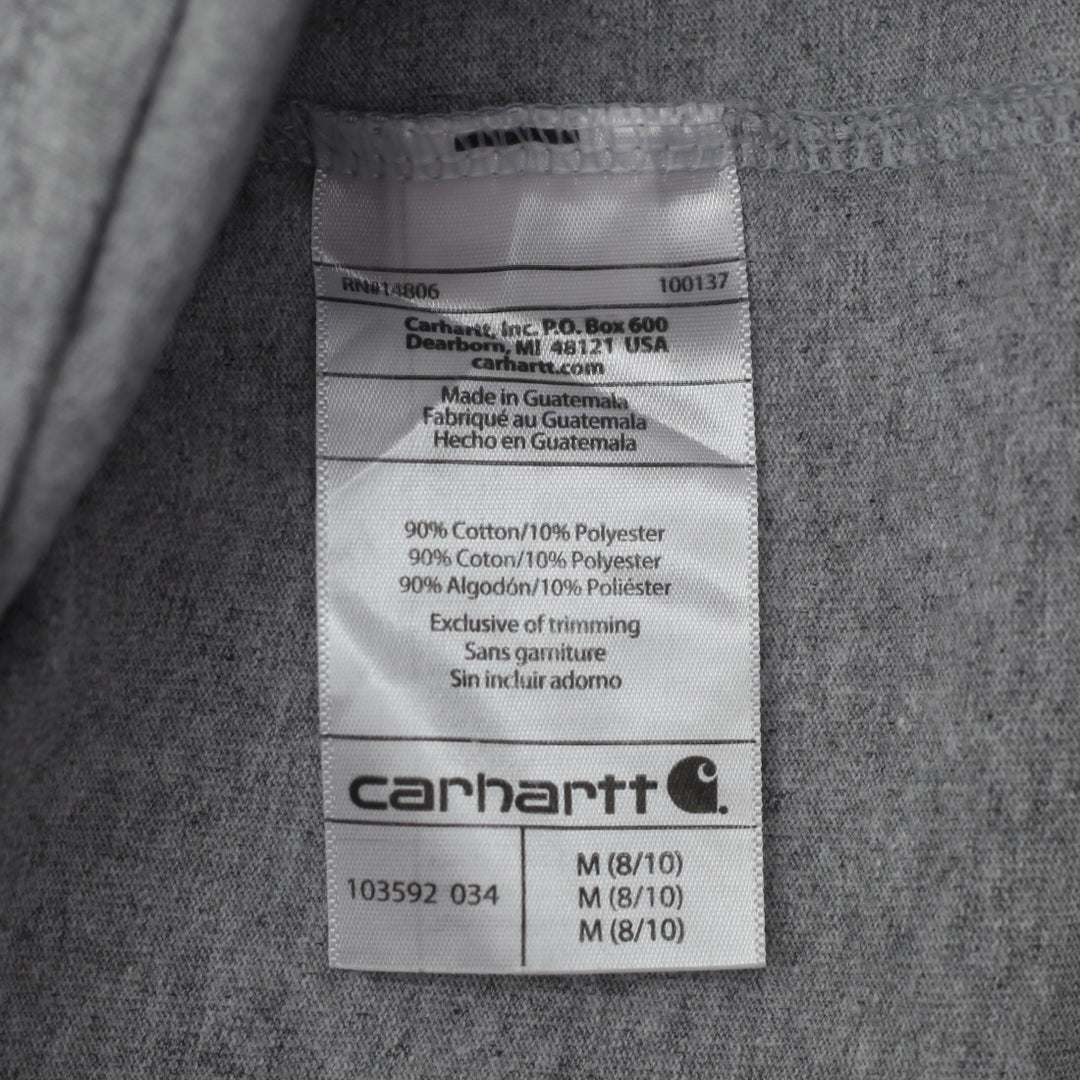 RN#14806 100137
Carhartt, Inc. P.O. Box 600
Dearborn, MI 48121 USA
carhartt.com
Made in Guatemala
Fabriqué au Guatemala
Hecho en Guatemala
90% Cotton/10% Polyester
90% Coton/10% Polyester
90% Algodón/10% Poliéster
Exclusive of trimming
Sans garniture
Sin incluir adorno
carhartt
103592 034
M (8/10)
M (8/10)
M (8/10)